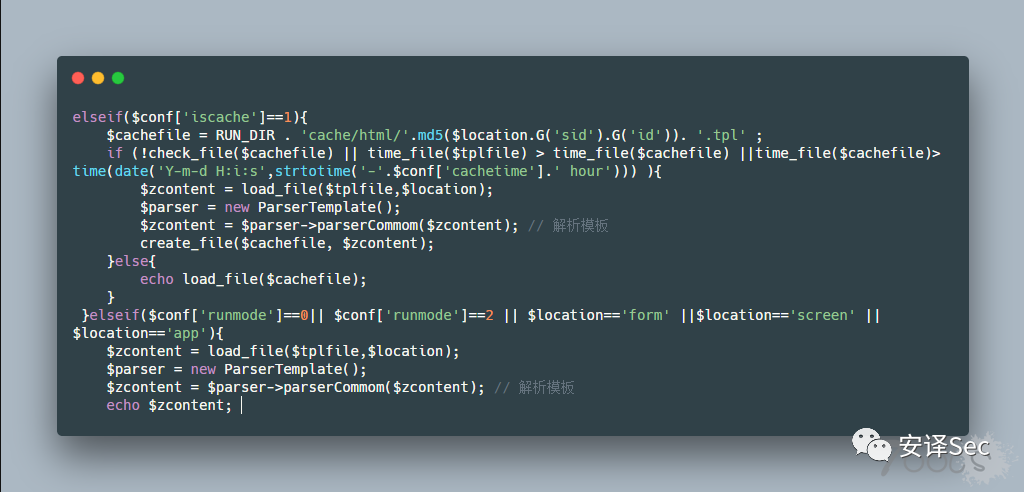 elseif($conf['iscache']==1){
$cachefile = RUN_DIR . 'cache/html/'.md5($location.G('sid').G('id')). '.tpl' ;
if (!check_file($cachefile) || time_file($tplfile) > time_file($cachefile) ||time_file($cachefile)>
time(date('Y-m-d H:i:s',strtotime('-'.$conf['cachetime'].' hour'))) ){
$zcontent = load_file($tplfile,$location);
$parser = new ParserTemplate();
$zcontent = $parser->parserCommom($zcontent); // 解析模板
create_file($cachefile, $zcontent);
}else{
echo load_file($cachefile);
}
}elseif($conf['runmode']==0|| $conf['runmode']==2 || $location=='form' ||$location=='screen' ||
$location=='app'){
$zcontent = load_file($tplfile,$location);
$parser = new ParserTemplate();
$zcontent = $parser->parserCommom($zcontent); // 解析模板
echo $zcontent;
安译Sec